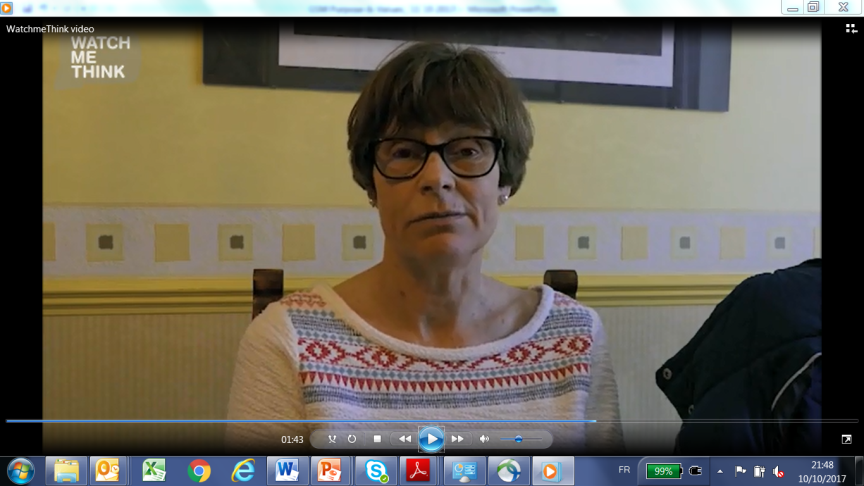 WatchmeThink video
WATCH
ME
THINK
01:43
FR
99%
21:48
10/10/2017